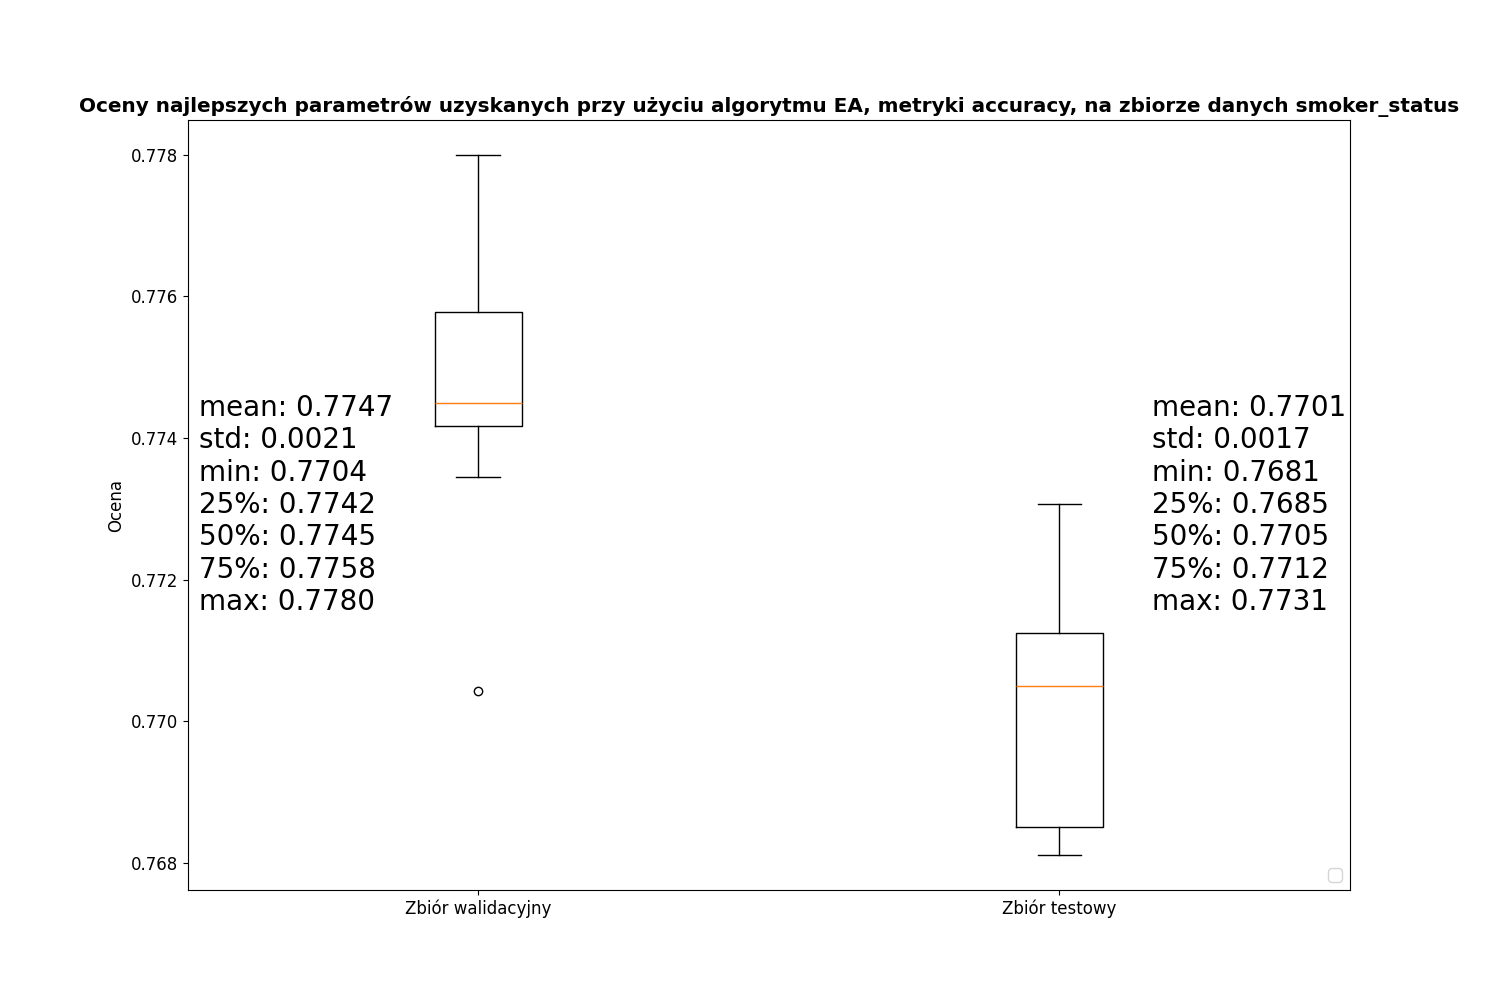 Oceny najlepszych parametrów uzyskanych przy użyciu algorytmu EA, metryki accuracy, na zbiorze danych smoker_status
0.778
0.776
0.774
0.772
0.770
0.768
Ocena
mean: 0.7747
std: 0.0021
min: 0.7704
25%: 0.7742
50%: 0.7745
75%: 0.7758
max: 0.7780
mean: 0.7701
std: 0.0017
min: 0.7681
25%: 0.7685
50%: 0.7705
75%: 0.7712
max: 0.7731
Zbiór walidacyjny
Zbiór testowy